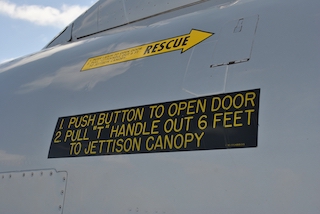 RESCUE
1. PUSH BUTTON TO OPEN DOOR
2. PULL "T" HANDLE OUT 6 FEET
TO JETTISON CANOPY